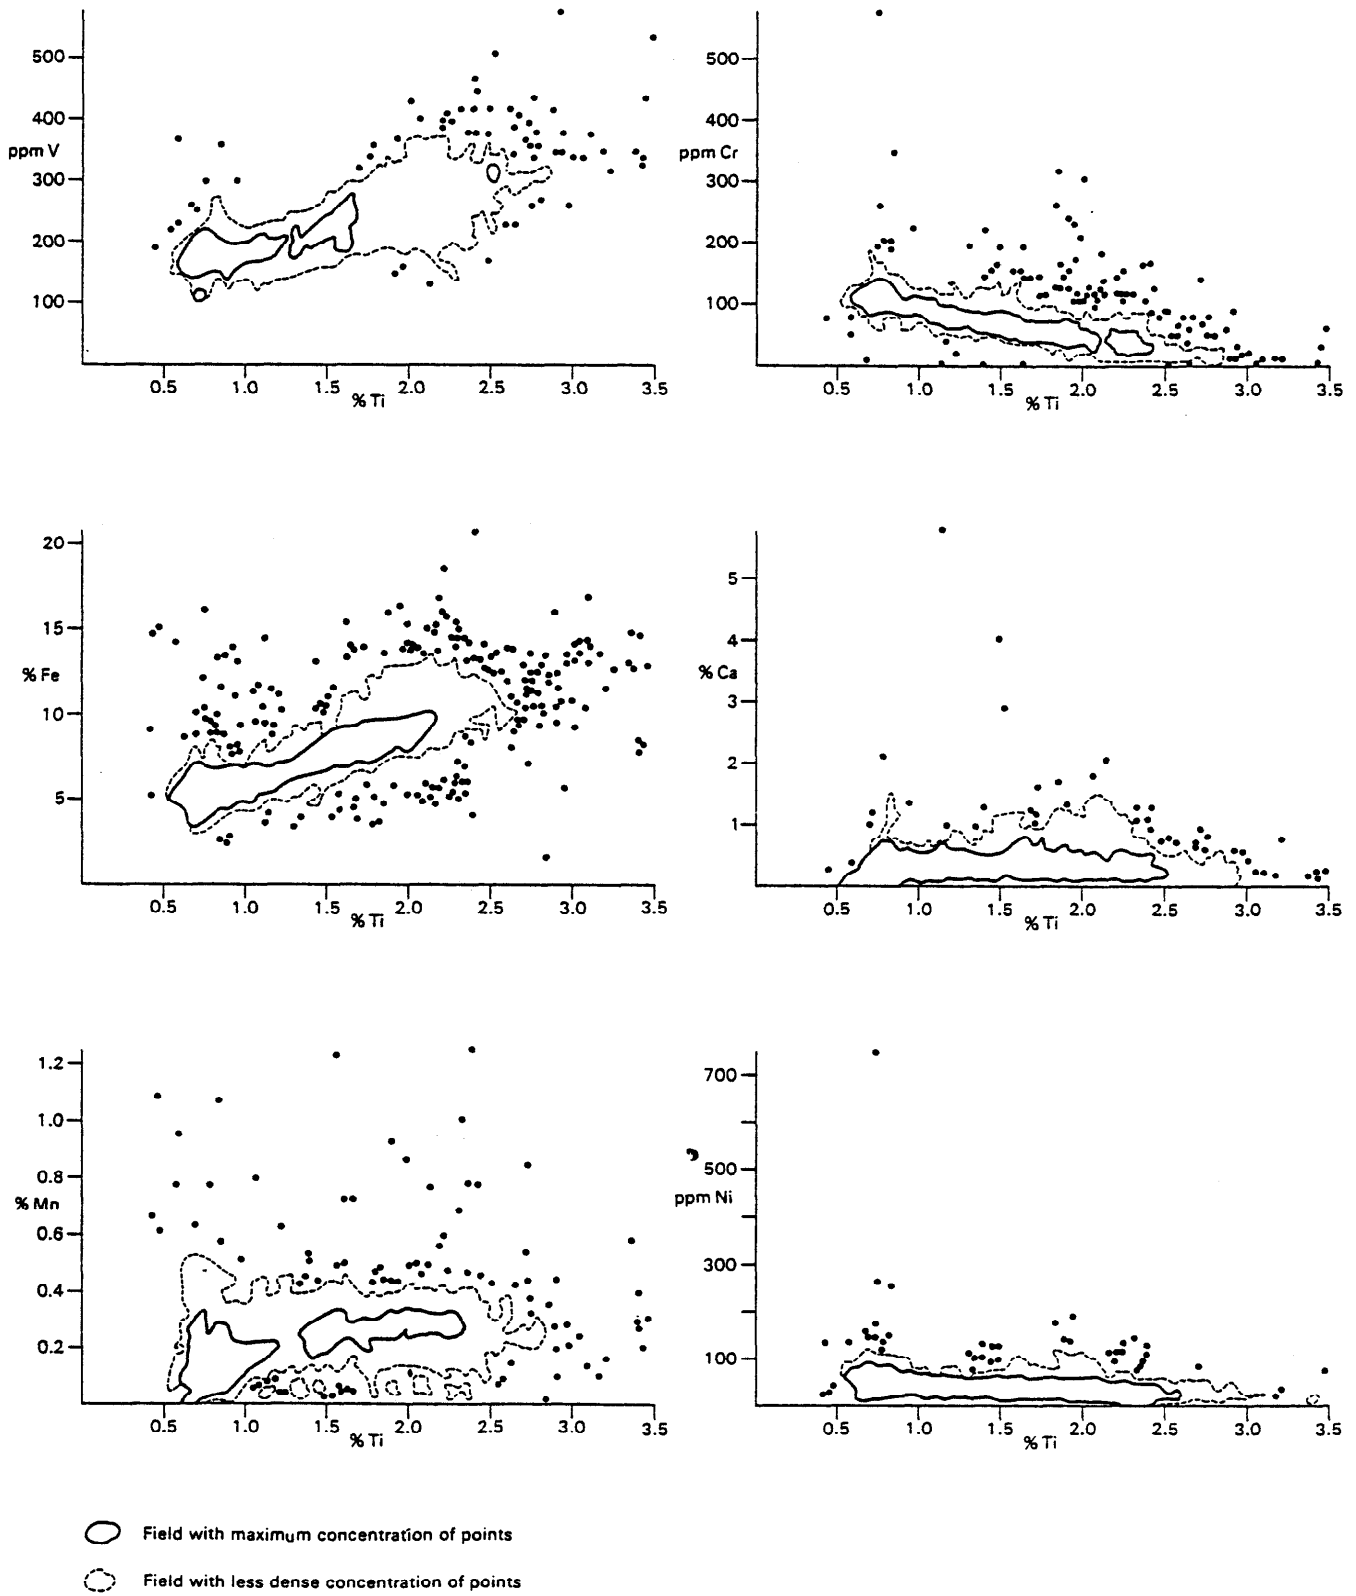 500
400
ppm V
300
200
100
0.5 1.0 1.5 2.0 2.5 3.0 3.5
% Ti
500
400
ppm Cr
300
200
100
0.5 1.0 1.5 2.0 2.5 3.0 3.5
% Ti
20
15
% Fe
10
5
0.5 1.0 1.5 2.0 2.5 3.0 3.5
% Ti
5
4
% Ca
3
2
1
0.5 1.0 1.5 2.0 2.5 3.0 3.5
% Ti
1.2
1.0
0.8
% Mn
0.6
0.4
0.2
0.5 1.0 1.5 2.0 2.5 3.0 3.5
% Ti
700
500
ppm Ni
300
100
0.5 1.0 1.5 2.0 2.5 3.0 3.5
% Ti
Field with maximum concentration of points
Field with less dense concentration of points